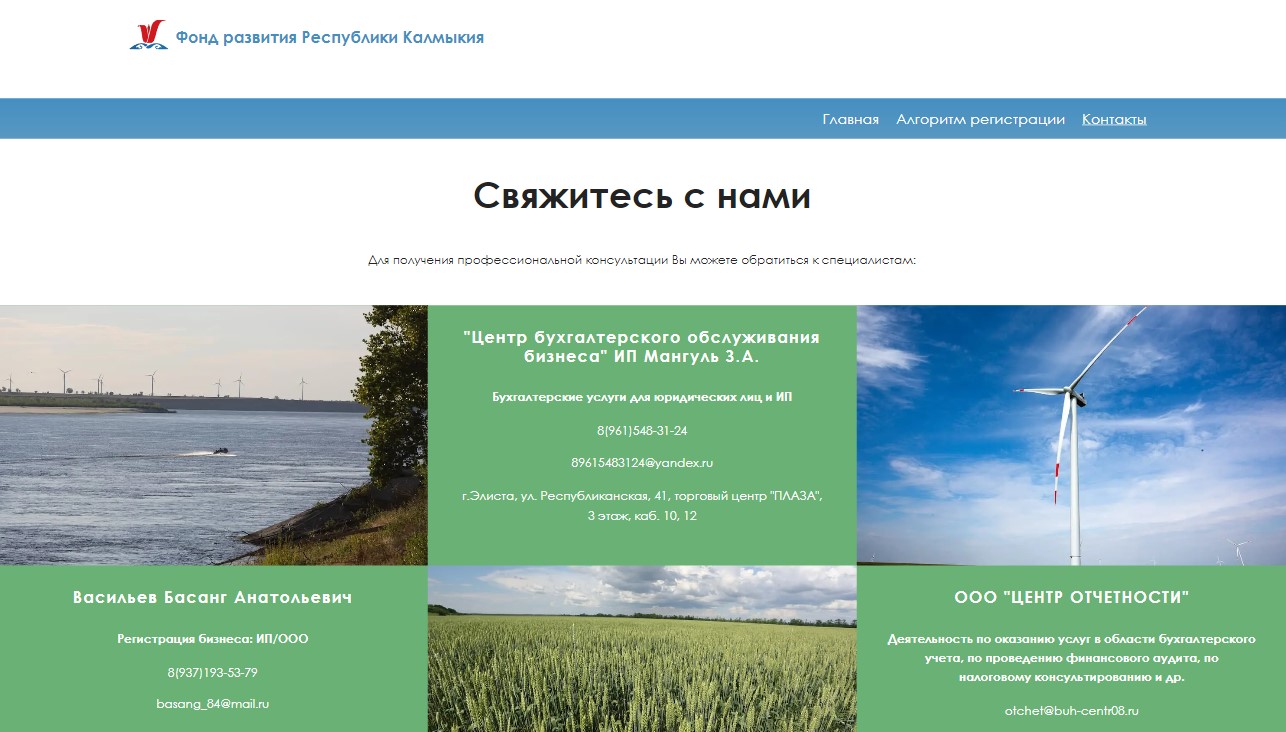 Фонд развития Республики Калмыкия
Главная Алгоритм регистрации Контакты
Свяжитесь с нами
Для получения профессиональной консультации Вы можете обратиться к специалистам:
"Центр бухгалтерского обслуживания
бизнеса" ИП Мангуль З.А.
Бухгалтерские услуги для юридических лиц и ИП
8(961)548-31-24
89615483124@yandex.ru
г.Элиста, ул. Республиканская, 41, торговый центр "ПЛАЗА",
3 этаж, каб. 10, 12
Васильев Басанг Анатольевич
Регистрация бизнеса: ИП/ООО
8(937)193-53-79
basang_84@mail.ru
ООО "ЦЕНТР ОТЧЕТНОСТИ"
Деятельность по оказанию услуг в области бухгалтерского
учета, по проведению финансового аудита, по
налоговому консультированию и др.
otchet@buh-centr08.ru